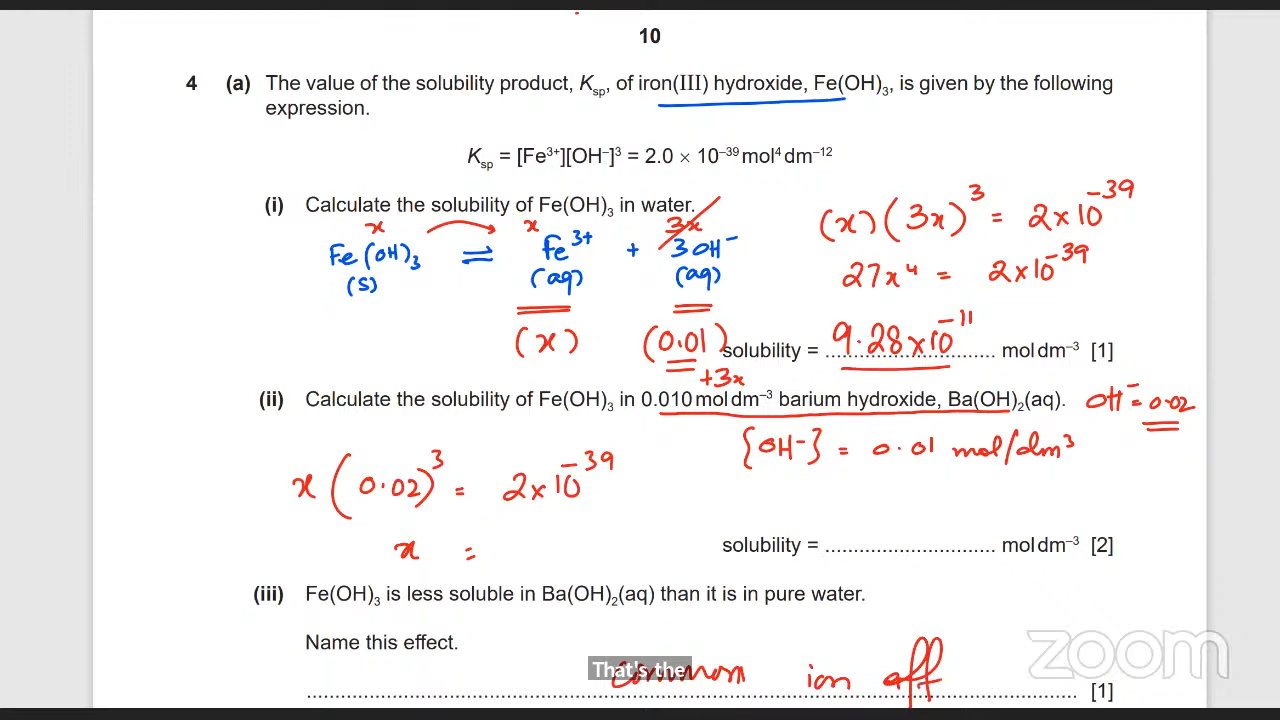 10
4 (a) The value of the solubility product, Ksp, of iron(III) hydroxide, Fe(OH)₃, is given by the following
expression.
Ksp = [Fe³⁺][OH⁻]³ = 2.0 × 10⁻³⁹ mol⁴ dm⁻¹²
(i) Calculate the solubility of Fe(OH)₃ in water.
x x 3x
Fe(OH)₃ ⇌ Fe³⁺ + 3OH⁻
(s) (aq) (aq)
(x)(3x)³ = 2×10⁻³⁹
27x⁴ = 2×10⁻³⁹
(x) (0.01)
+3x
solubility = 9.28×10⁻¹¹ mol dm⁻³ [1]
(ii) Calculate the solubility of Fe(OH)₃ in 0.010 mol dm⁻³ barium hydroxide, Ba(OH)₂(aq). OH⁻ = 0.02
{OH⁻} = 0.01 mol/dm³
x(0.02)³ = 2×10⁻³⁹
x =
solubility = .............................. mol dm⁻³ [2]
(iii) Fe(OH)₃ is less soluble in Ba(OH)₂(aq) than it is in pure water.
Name this effect.
zoom
That's the
common ion eff
[1]